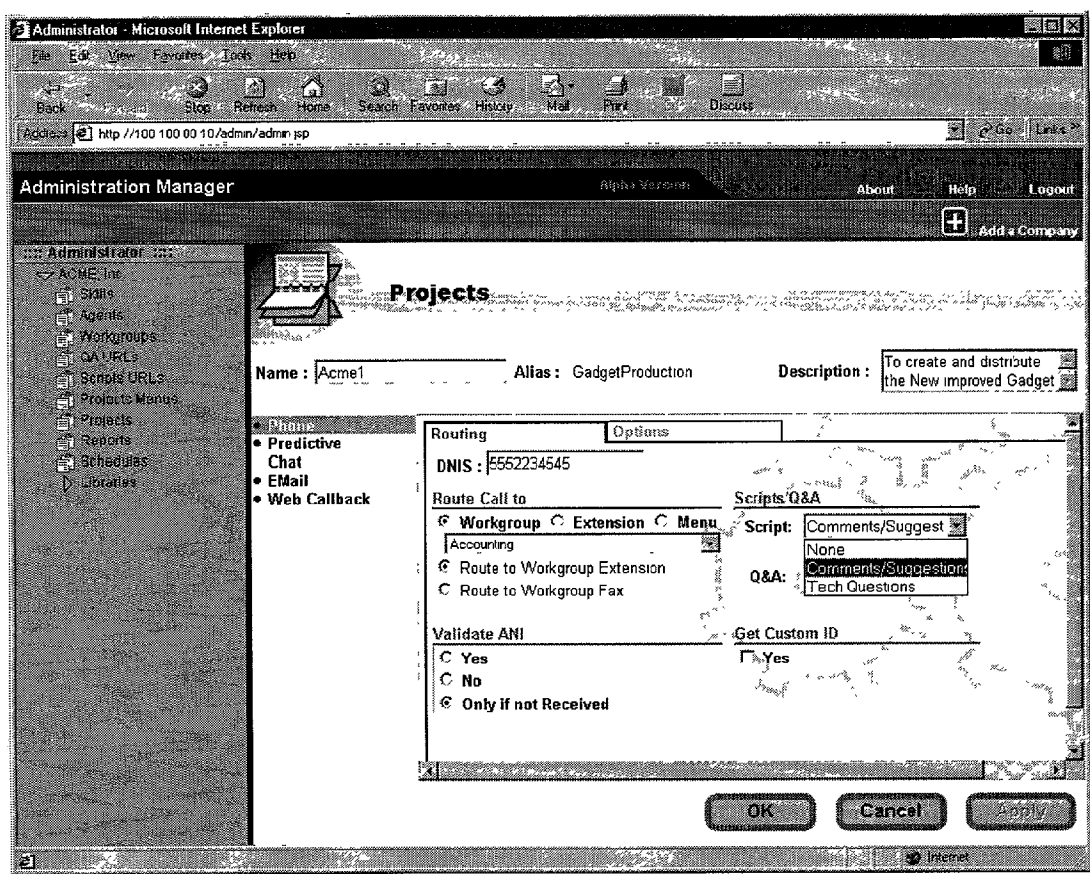 Administrator - Microsoft Internet Explorer
File Edit View Favorites Tools Help
Back Stop Refresh Home Search Favorites History Mail Print Discuss
Address http //100 100 00 10/admin/admin jsp Go Links
Administration Manager Alpha Version About Help Logout
Add a Company
:::: Administrator ::::
ACME, Inc
Skills
Agents
Workgroups
QA URLs
Scripts URLs
Projects Menus
Projects
Reports
Schedules
Libraries
Projects
Name : Acme1 Alias : GadgetProduction Description : To create and distribute
the New improved Gadget
• Phone
• Predictive
Chat
• EMail
• Web Callback
Routing Options
DNIS : 5552234545
Route Call to Scripts/Q&A
Workgroup Extension Menu Script: Comments/Suggest
Accounting None
Route to Workgroup Extension Q&A: Comments/Suggestions
Route to Workgroup Fax Tech Questions
Validate ANI Get Custom ID
Yes Yes
No
Only if not Received
OK Cancel Apply
Internet